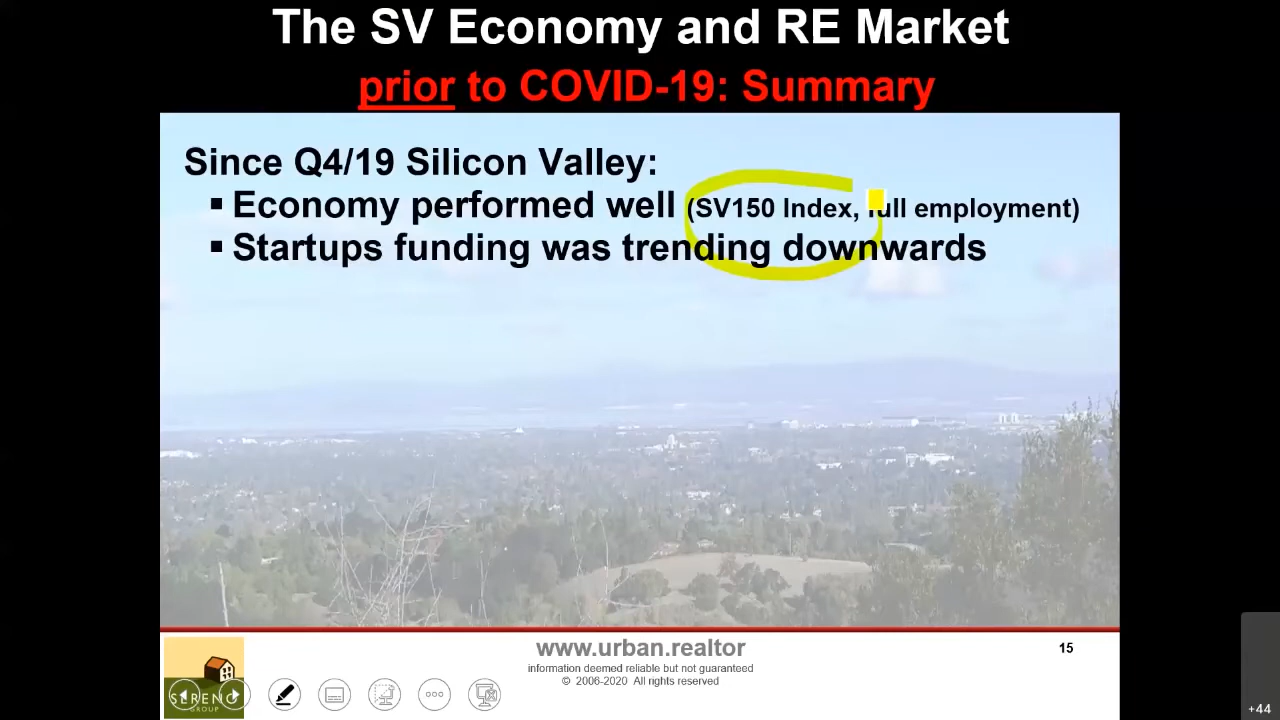 The SV Economy and RE Market
prior to COVID-19: Summary
Since Q4/19 Silicon Valley:
▪ Economy performed well (SV150 Index, full employment)
▪ Startups funding was trending downwards
www.urban.realtor
information deemed reliable but not guaranteed
© 2006-2020 All rights reserved
15
SERENO
GROUP
+44